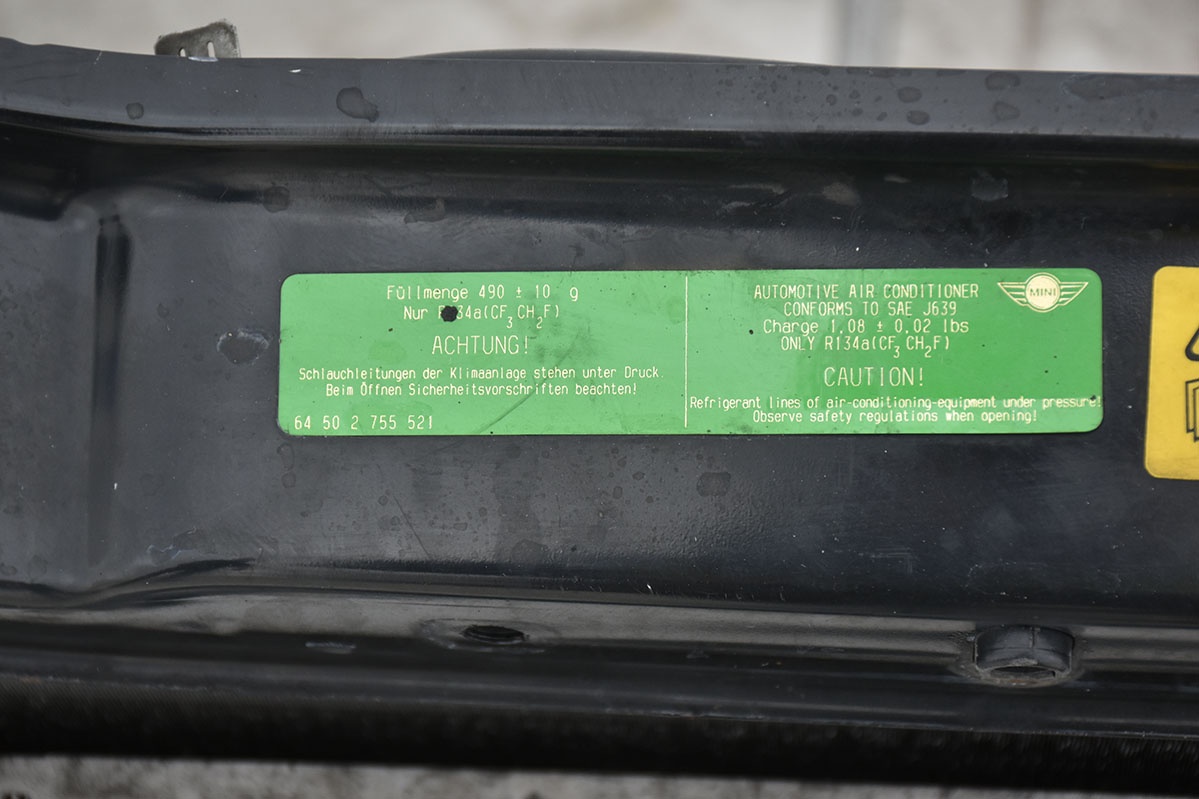 Füllmenge 490 ± 10 g
Nur R134a(CF3CH2F)
ACHTUNG!
Schlauchleitungen der Klimaanlage stehen unter Druck.
Beim Öffnen Sicherheitsvorschriften beachten!
64 50 2 755 521
AUTOMOTIVE AIR CONDITIONER
CONFORMS TO SAE J639
Charge 1,08 ± 0,02 lbs
ONLY R134a(CF3CH2F)
CAUTION!
Refrigerant lines of air-conditioning-equipment under pressure!
Observe safety regulations when opening!
MINI